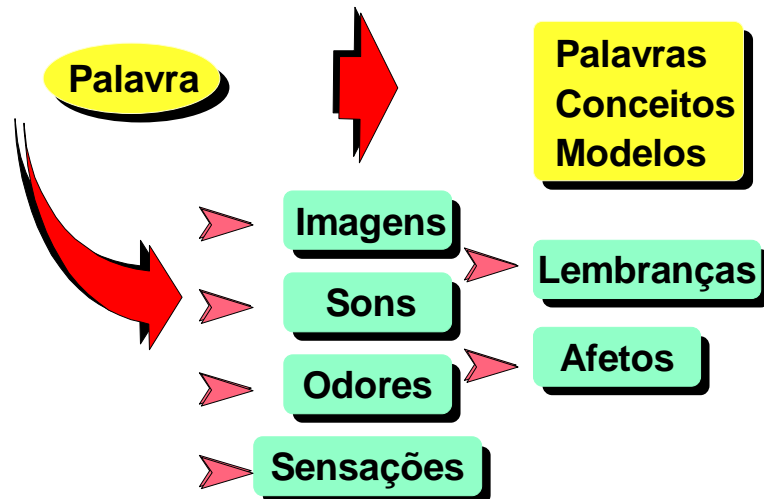 Palavra
Palavras
Conceitos
Modelos
Imagens
Lembranças
Sons
Afetos
Odores
Sensações